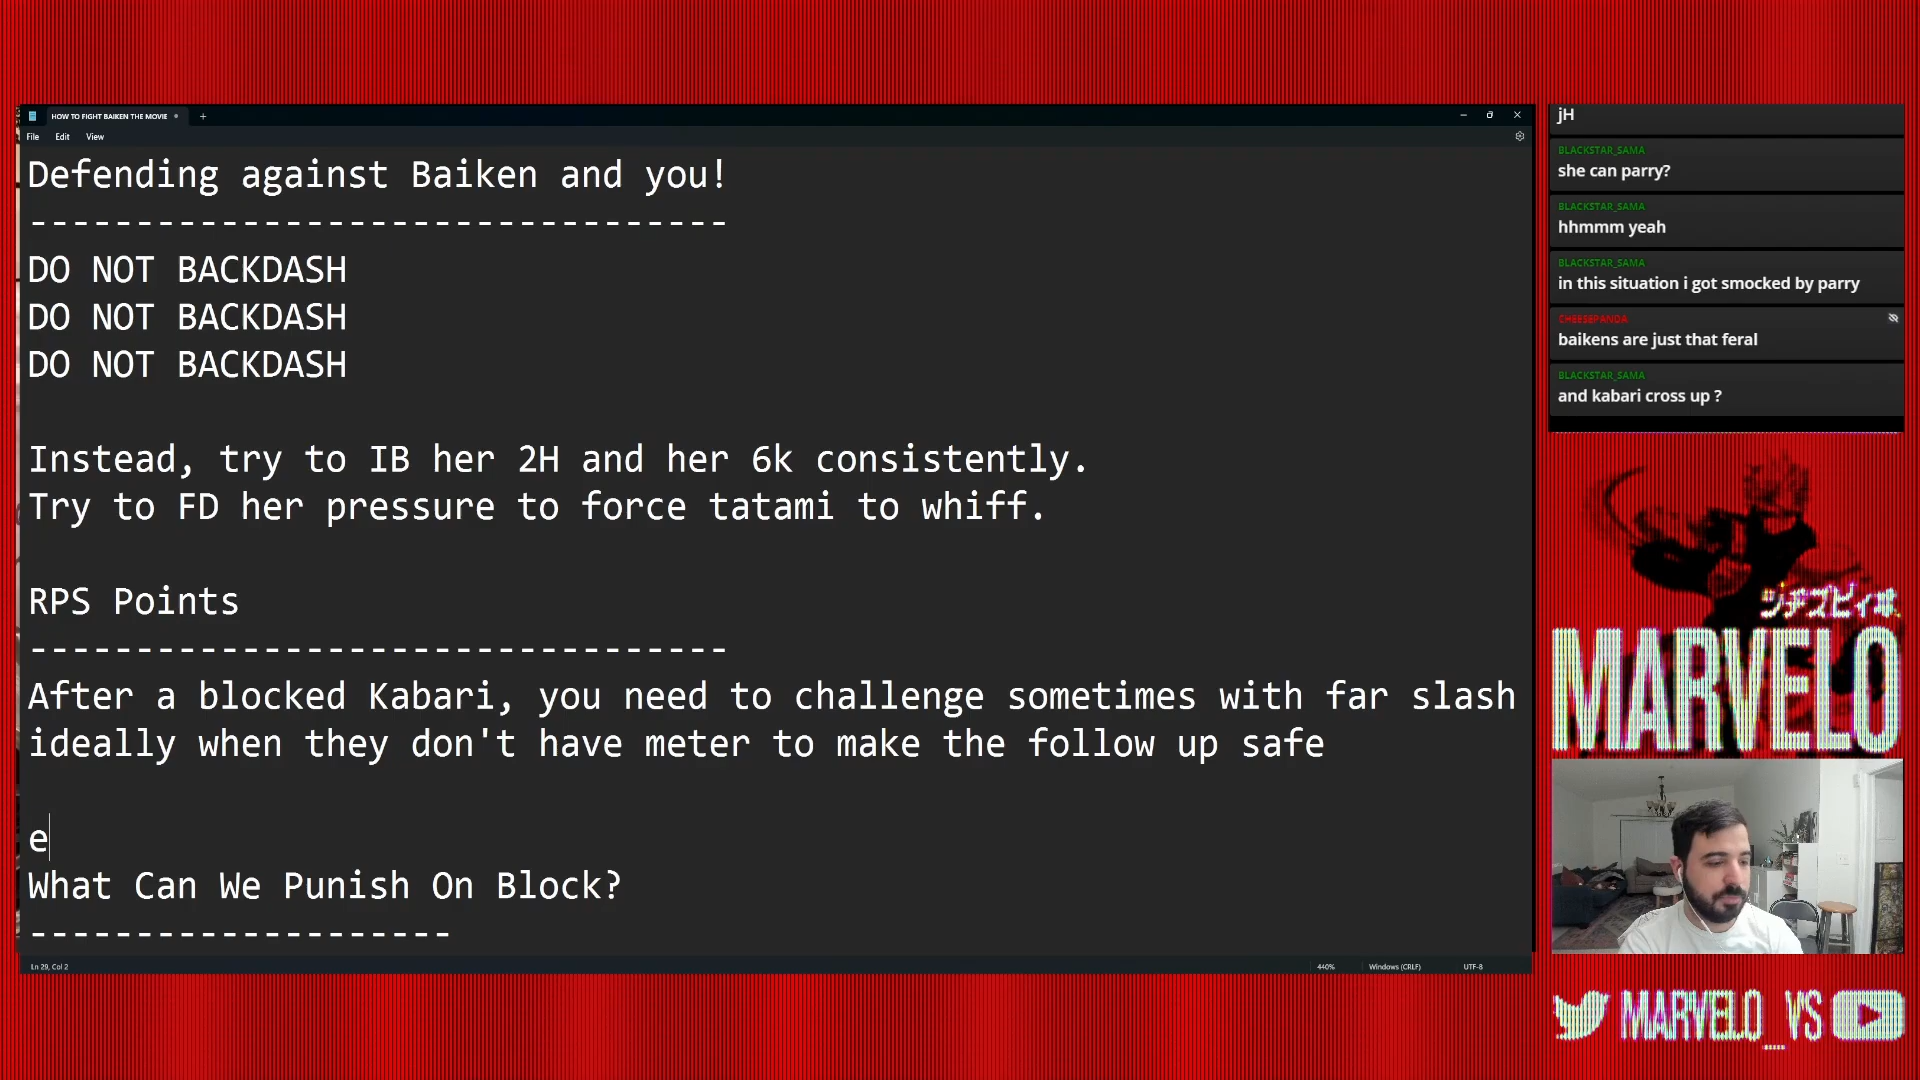 HOW TO FIGHT BAIKEN THE MOVIE
File Edit View
Defending against Baiken and you!
---------------------------------
DO NOT BACKDASH
DO NOT BACKDASH
DO NOT BACKDASH
Instead, try to IB her 2H and her 6k consistently.
Try to FD her pressure to force tatami to whiff.
RPS Points
---------------------------------
After a blocked Kabari, you need to challenge sometimes with far slash
ideally when they don't have meter to make the follow up safe
e
What Can We Punish On Block?
--------------------
Ln 29, Col 2
440%
Windows (CRLF)
UTF-8
jH
BLACKSTAR_SAMA
she can parry?
BLACKSTAR_SAMA
hhmmm yeah
BLACKSTAR_SAMA
in this situation i got smocked by parry
CHEESEPANDA
baikens are just that feral
BLACKSTAR_SAMA
and kabari cross up ?
MARVELO
MARVELO_VS